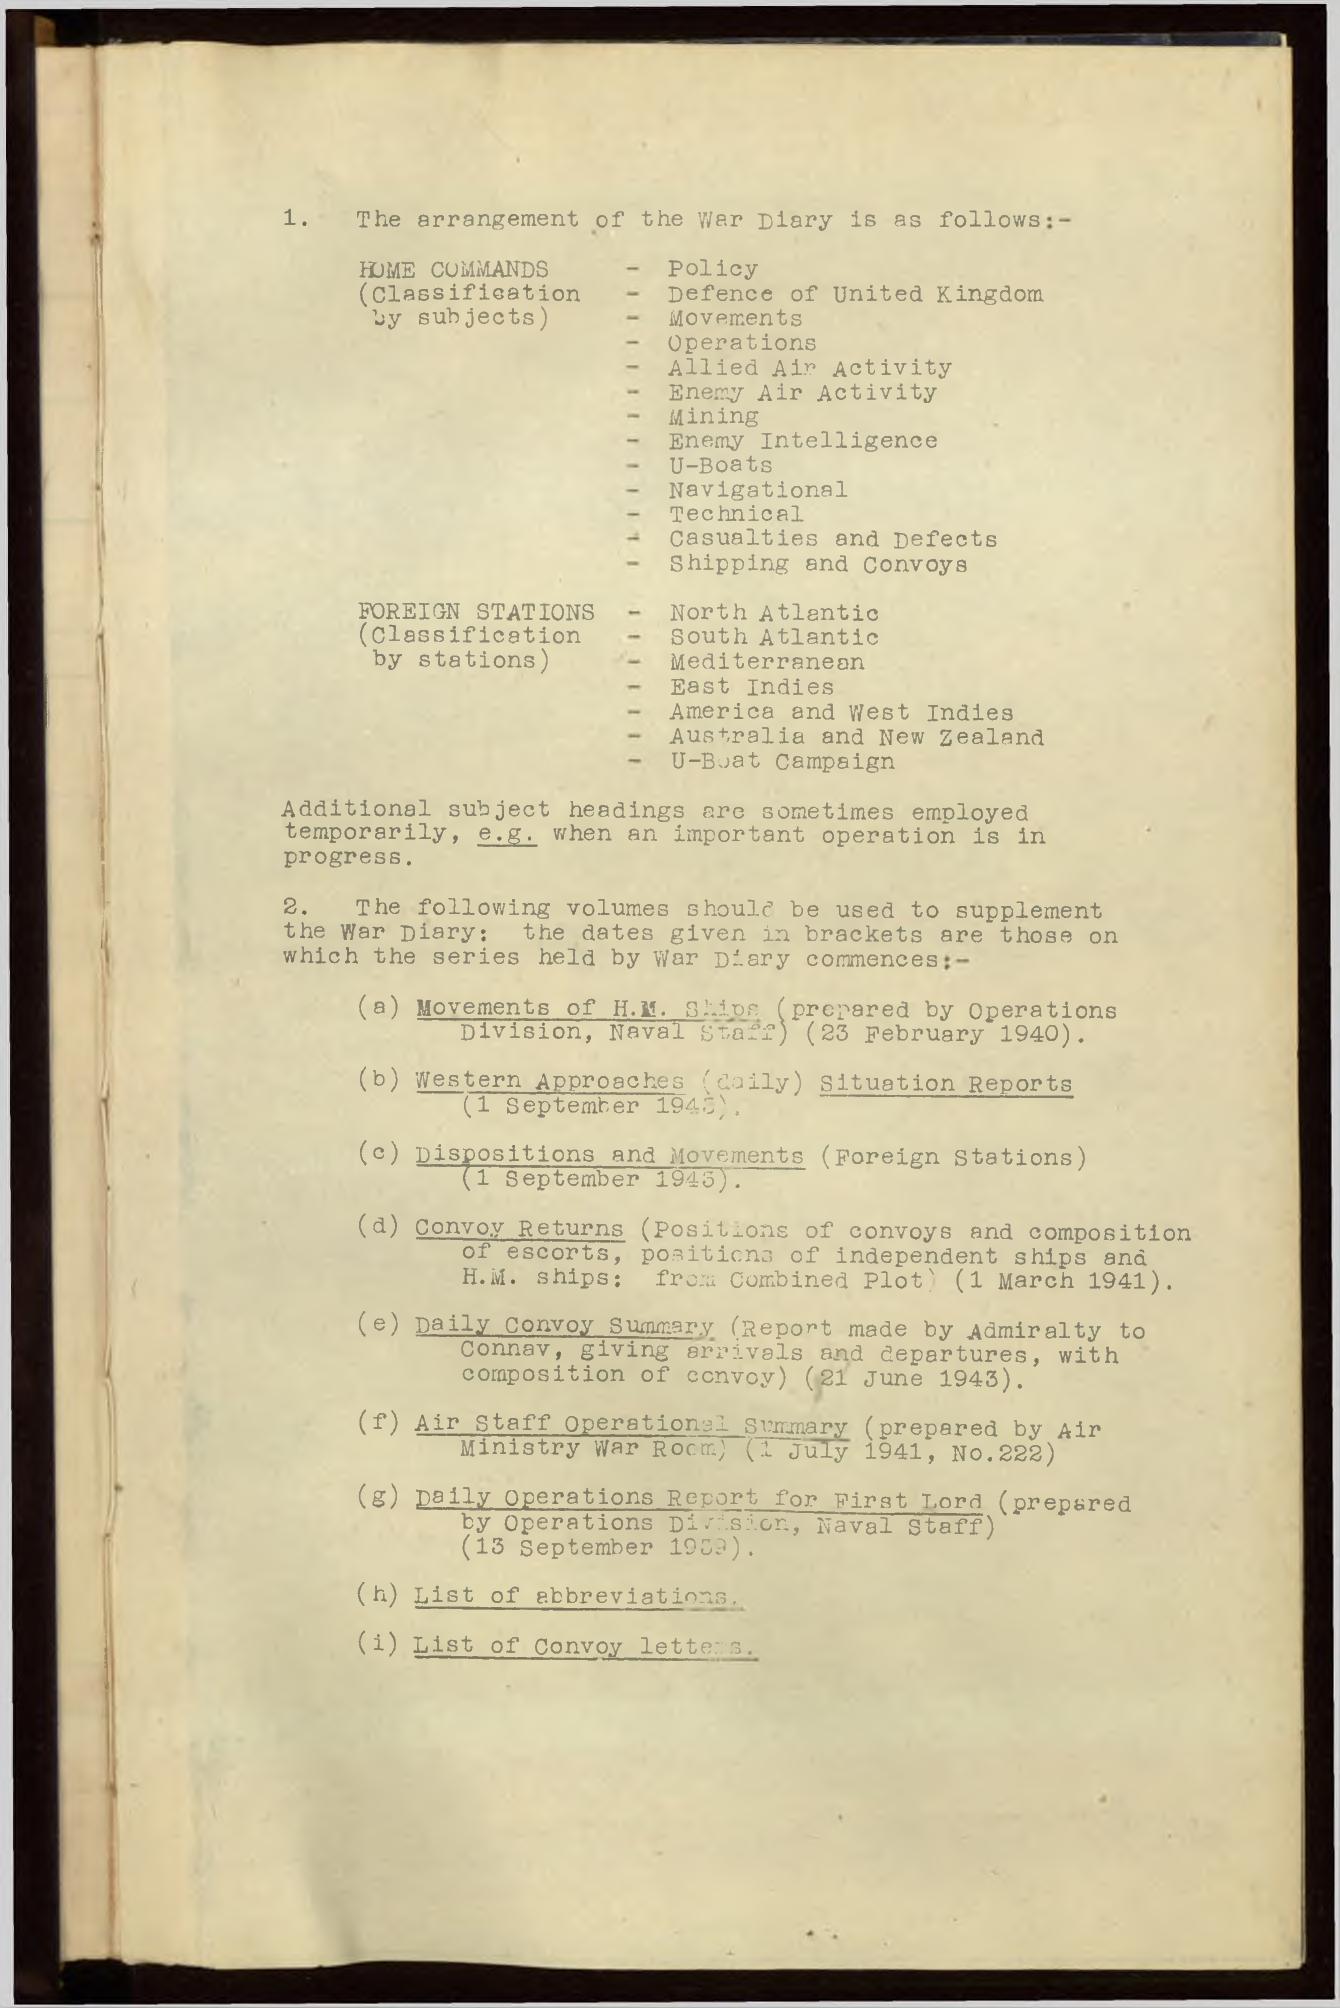 1. The arrangement of the War Diary is as follows:-
HOME COMMANDS - Policy
(Classification - Defence of United Kingdom
by subjects) - Movements
- Operations
- Allied Air Activity
- Enemy Air Activity
- Mining
- Enemy Intelligence
- U-Boats
- Navigational
- Technical
- Casualties and Defects
- Shipping and Convoys
FOREIGN STATIONS - North Atlantic
(Classification - South Atlantic
by stations) - Mediterranean
- East Indies
- America and West Indies
- Australia and New Zealand
- U-Boat Campaign
Additional subject headings are sometimes employed
temporarily, e.g. when an important operation is in
progress.
2. The following volumes should be used to supplement
the War Diary: the dates given in brackets are those on
which the series held by War Diary commences:-
(a) Movements of H.M. Ships (prepared by Operations
Division, Naval Staff) (23 February 1940).
(b) Western Approaches (daily) Situation Reports
(1 September
(c) Dispositions and Movements (Foreign Stations)
(1 September 1943).
(d) Convoy Returns (Positions of convoys and composition
of escorts, positions of independent ships and
H.M. ships: from Combined Plot) (1 March 1941).
(e) Daily Convoy Summary (Report made by Admiralty to
Connav, giving arrivals and departures, with
composition of convoy) (21 June 1943).
(f) Air Staff Operational Summary (prepared by Air
Ministry War Room) (1 July 1941, No.222)
(g) Daily Operations Report for First Lord (prepared
by Operations Division, Naval Staff)
(13 September 1939).
(h) List of abbreviations.
(i) List of Convoy letters.